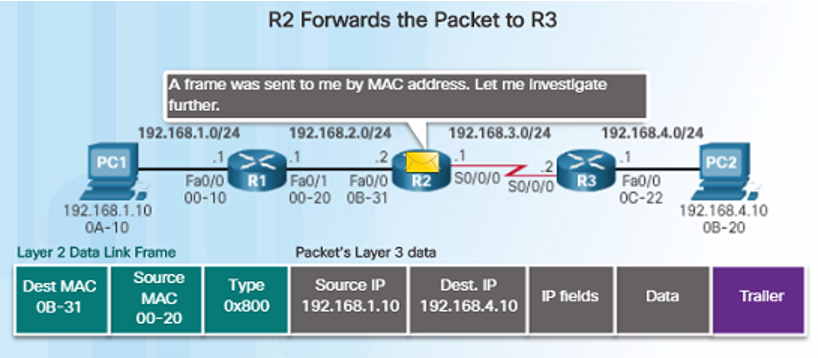 R2 Forwards the Packet to R3
A frame was sent to me by MAC address. Let me investigate
further.
192.168.1.0/24 192.168.2.0/24 192.168.3.0/24 192.168.4.0/24
PC1 .1 R1 .1 .2 R2 .1 .2 R3 .1 PC2
Fa0/0 Fa0/1 Fa0/0 S0/0/0 S0/0/0 Fa0/0
00-10 00-20 0B-31 0C-22
192.168.1.10 192.168.4.10
0A-10 0B-20
Layer 2 Data Link Frame Packet's Layer 3 data
Dest MAC
0B-31
Source
MAC
00-20
Type
0x800
Source IP
192.168.1.10
Dest. IP
192.168.4.10
IP fields
Data
Trailer